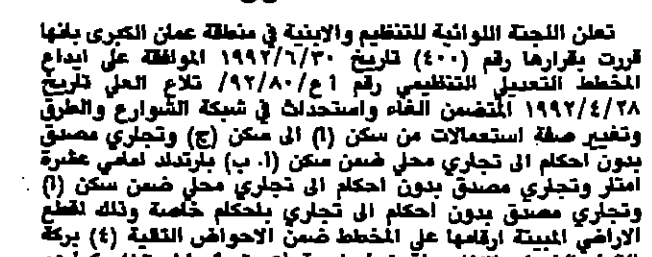 تعلن اللجنة اللوائية للتنظيم والابنية في منطقة عمان الكبرى بانها
قررت بقرارها رقم (٤٠٠) تاريخ ١٩٩٢/٦/٣٠ الموافقة على ايداع
المخطط التعديلي التنظيمي رقم أ ع/٩٢/٨٠ تلاع العلي تاريخ
١٩٩٢/٤/٢٨ المتضمن الغاء واستحداث في شبكة الشوارع والطرق
وتغيير صفة استعمالات من سكن (أ) الى سكن (ج) وتجاري مصدق
بدون احكام الى تجاري محلي ضمن سكن (أ. ب) بارتداد امامي عشرة
امتار وتجاري مصدق بدون احكام الى تجاري محلي ضمن سكن (أ)
وتجاري مصدق بدون احكام الى تجاري باحكام خاصة وذلك لقطع
الاراضي المبينة ارقامها على المخطط ضمن الاحواض التقية (٤) بركة